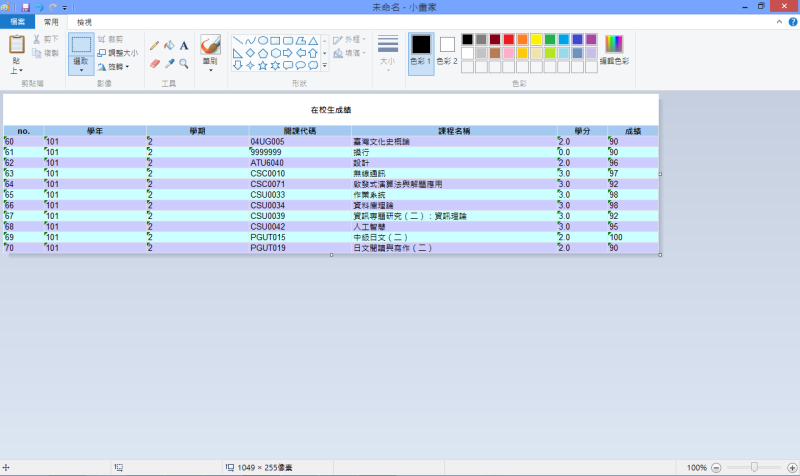 未命名 - 小畫家
檔案 常用 檢視
貼上 剪下 複製 剪貼簿
選取 裁剪 調整大小 旋轉 影像
A 工具
筆刷
外框 填滿 圖案
大小
色彩 1 色彩 2 編輯色彩 色彩
在校生成績
no. 學年 學期 開課代碼 課程名稱 學分 成績
60 101 2 04UG005 臺灣文化史概論 2.0 90
61 101 2 9999999 操行 0.0 90
62 101 2 ATU6040 設計 2.0 96
63 101 2 CSC0010 無線通訊 3.0 97
64 101 2 CSC0071 啟發式演算法與解題應用 3.0 92
65 101 2 CSU0033 作業系統 3.0 98
66 101 2 CSU0034 資料庫理論 3.0 98
67 101 2 CSU0039 資訊專題研究（二）：資訊理論 3.0 92
68 101 2 CSU0042 人工智慧 3.0 95
69 101 2 PGUT015 中級日文（二） 2.0 100
70 101 2 PGUT019 日文閱讀與寫作（二） 2.0 90
1049 × 255像素 100%